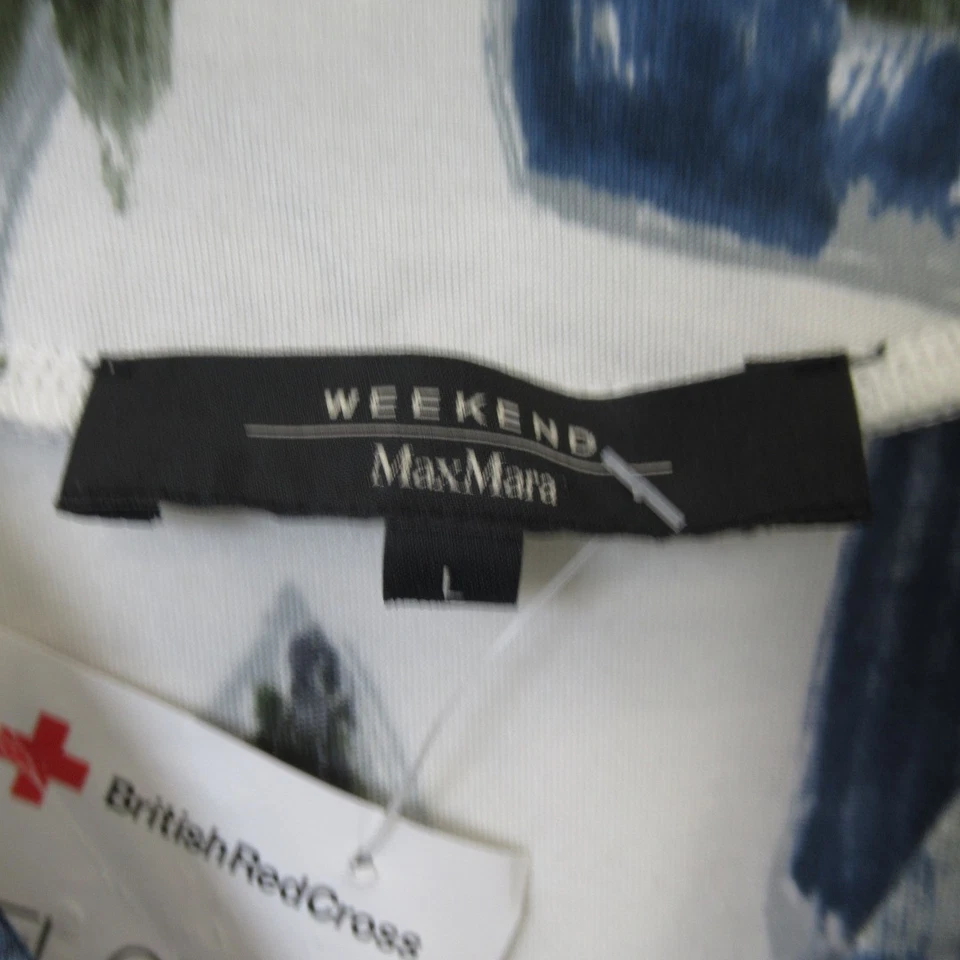 WEEKEND
MaxMara
L
BritishRedCross